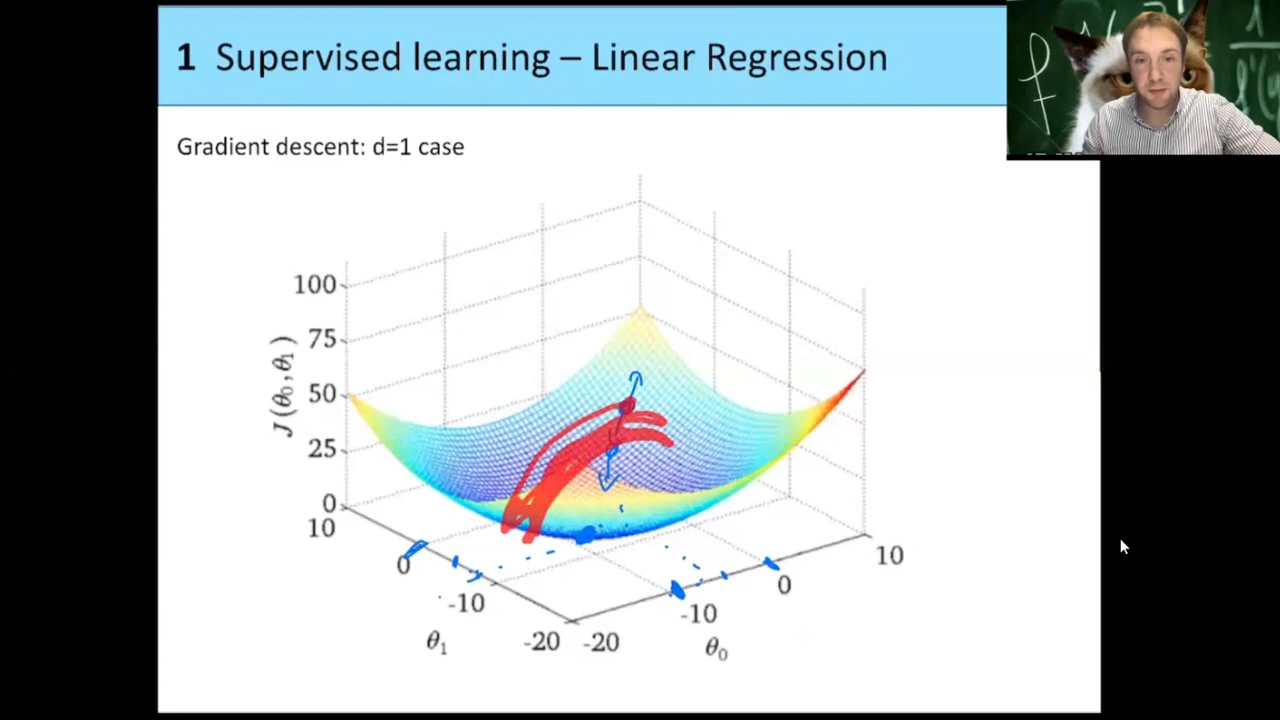 1 Supervised learning – Linear Regression
Gradient descent: d=1 case
100
75
50
25
0
J(θ₀,θ₁)
10
0
-10
-20
θ₁
-20
-10
0
10
θ₀